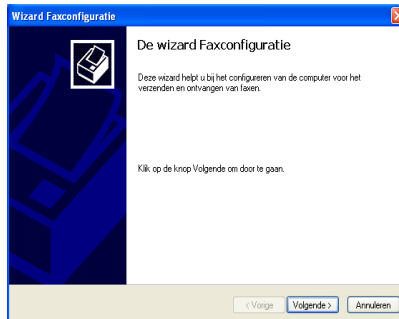 Wizard Faxconfiguratie
De wizard Faxconfiguratie
Deze wizard helpt u bij het configureren van de computer voor het
verzenden en ontvangen van faxen.
Klik op de knop Volgende om door te gaan.
< Vorige Volgende > Annuleren